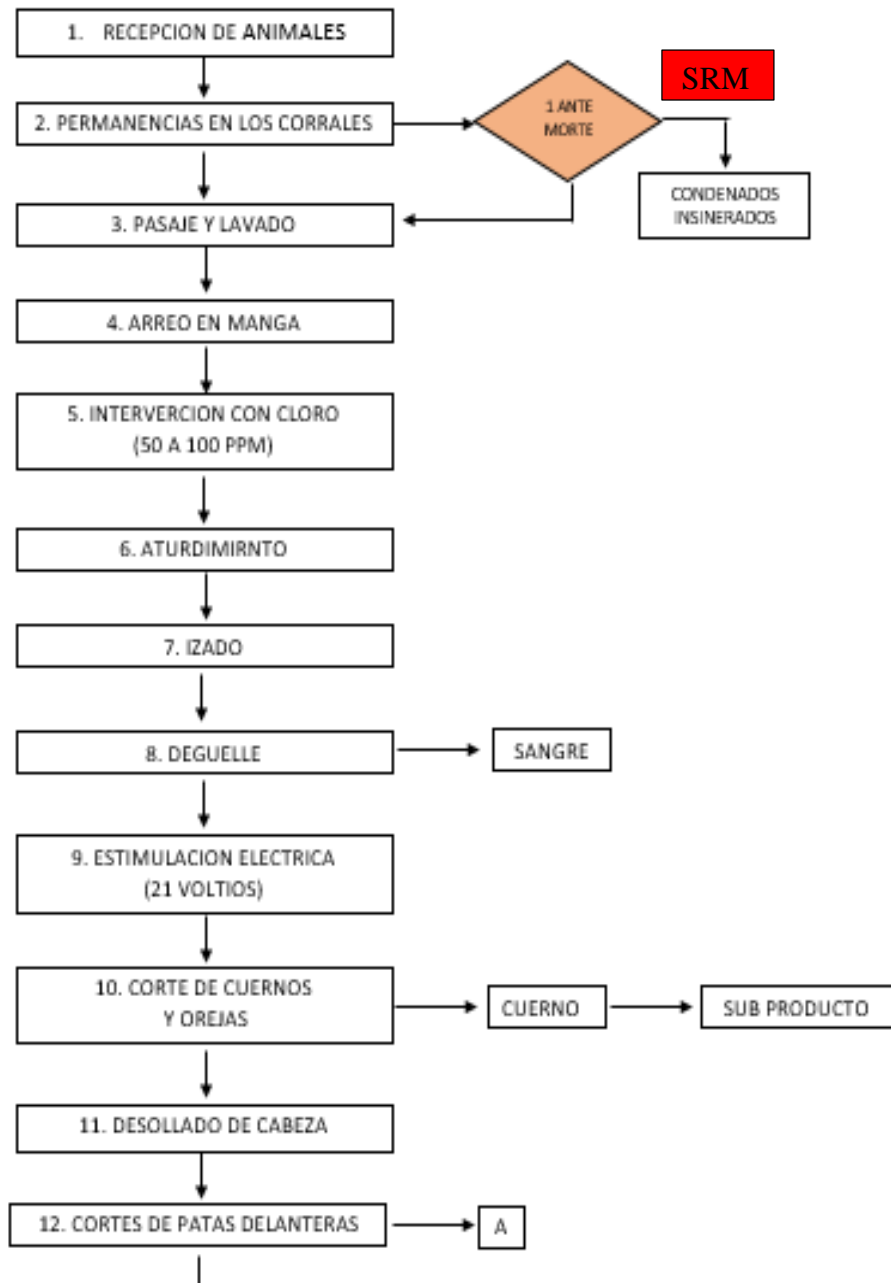 1. RECEPCION DE ANIMALES
SRM
2. PERMANENCIAS EN LOS CORRALES
1 ANTE
MORTE
CONDENADOS
INSINERADOS
3. PASAJE Y LAVADO
4. ARREO EN MANGA
5. INTERVERCION CON CLORO
(50 A 100 PPM)
6. ATURDIMIRNTO
7. IZADO
8. DEGUELLE
SANGRE
9. ESTIMULACION ELECTRICA
(21 VOLTIOS)
10. CORTE DE CUERNOS
Y OREJAS
CUERNO
SUB PRODUCTO
11. DESOLLADO DE CABEZA
12. CORTES DE PATAS DELANTERAS
A